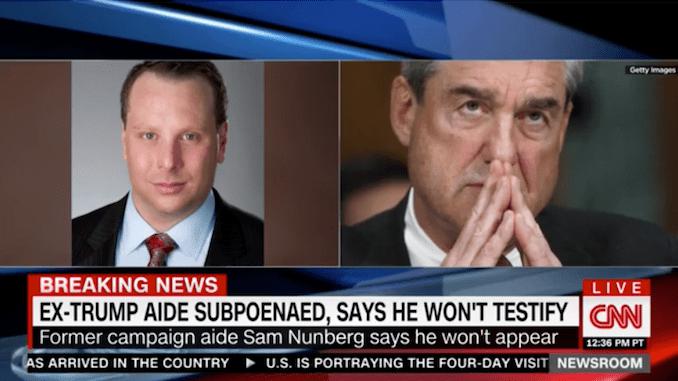 Getty Images
BREAKING NEWS
EX-TRUMP AIDE SUBPOENAED, SAYS HE WON'T TESTIFY
Former campaign aide Sam Nunberg says he won't appear
LIVE
CNN
12:36 PM PT
AS ARRIVED IN THE COUNTRY ▶ U.S. IS PORTRAYING THE FOUR-DAY VISIT
NEWSROOM